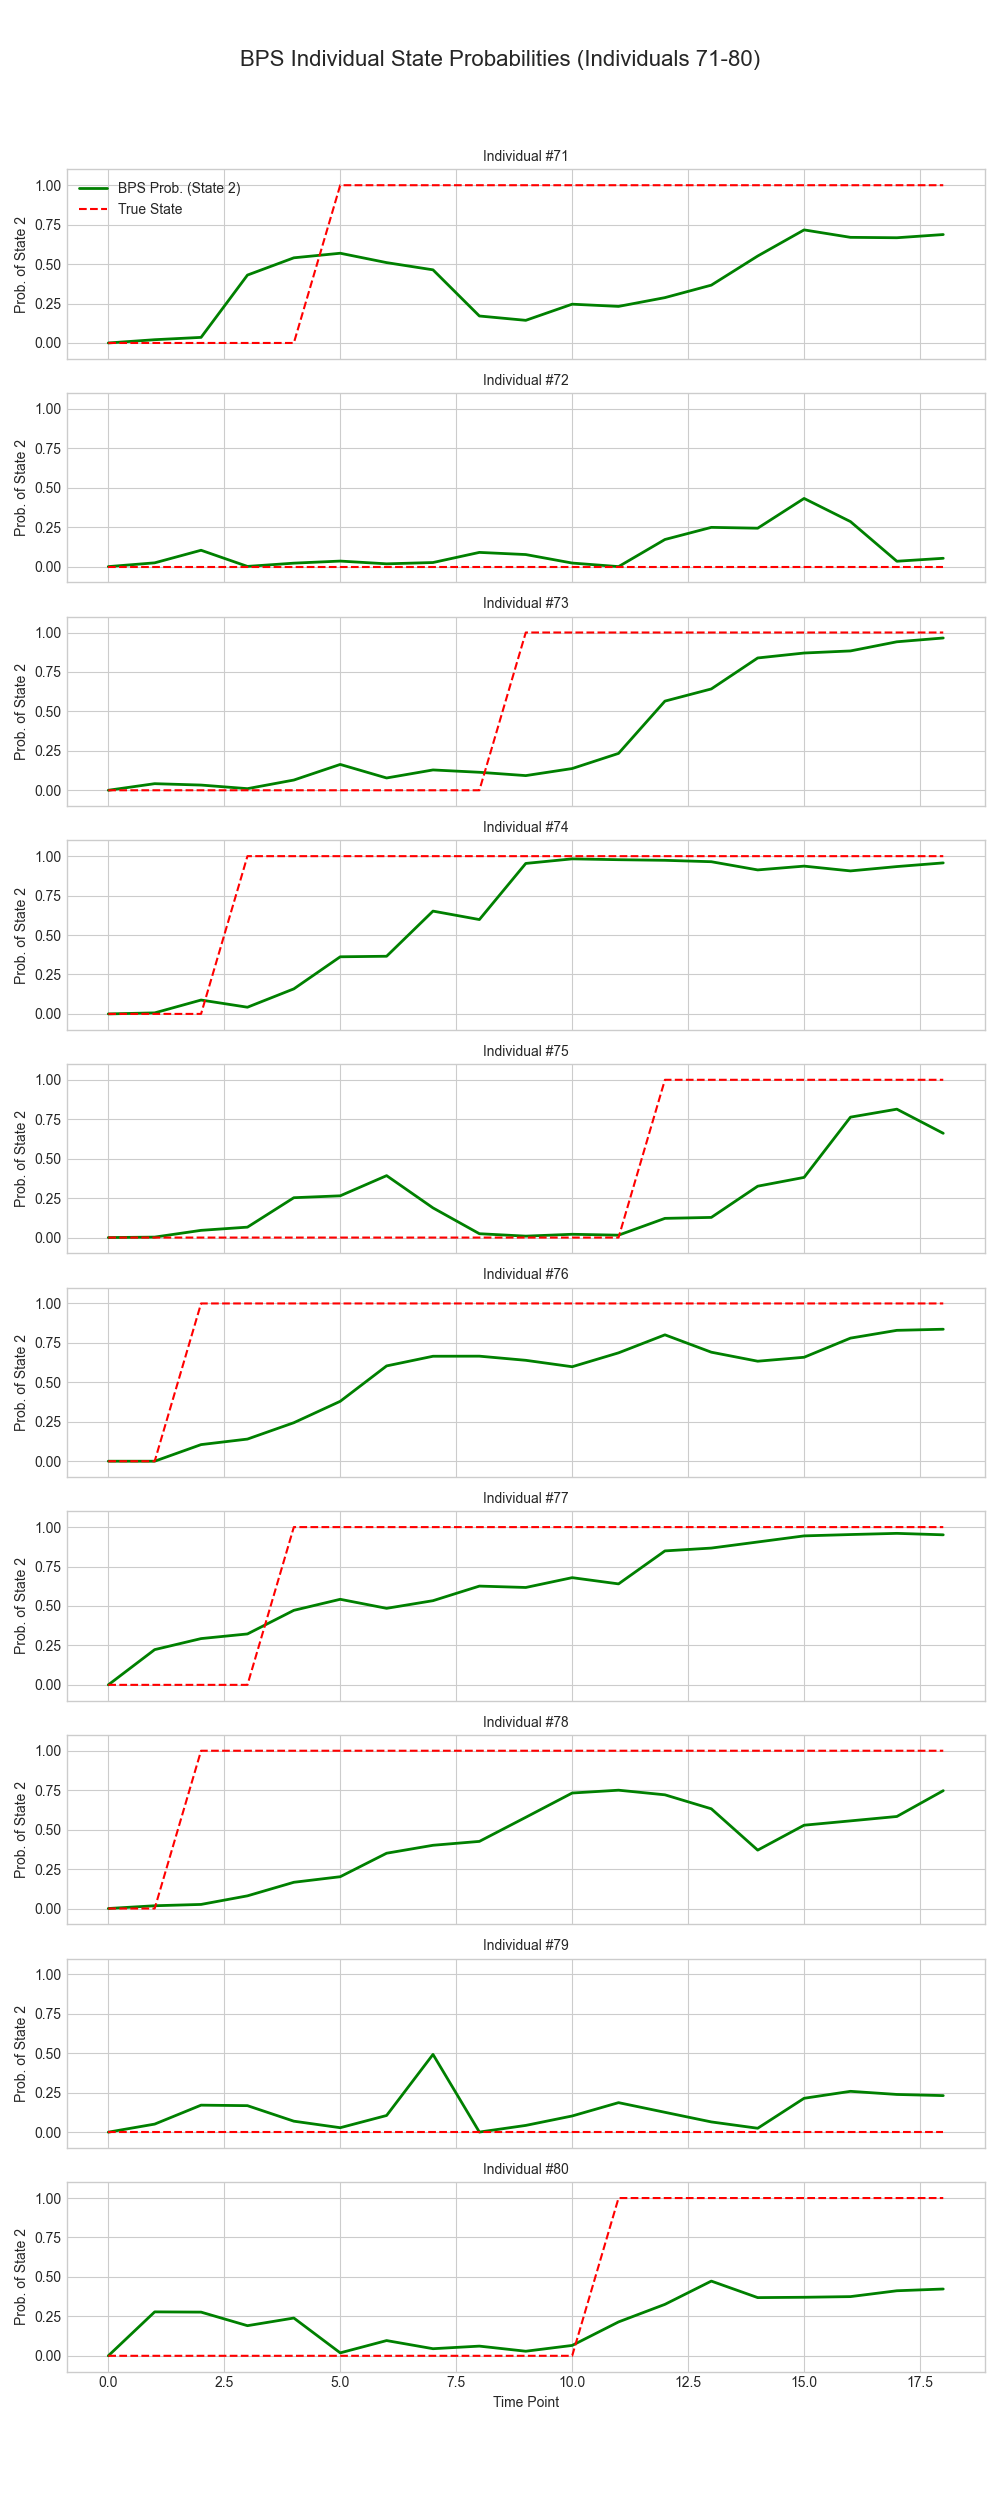 BPS Individual State Probabilities (Individuals 71-80)
Individual #71
BPS Prob. (State 2)
True State
Prob. of State 2
1.00
0.75
0.50
0.25
0.00
Individual #72
Prob. of State 2
1.00
0.75
0.50
0.25
0.00
Individual #73
Prob. of State 2
1.00
0.75
0.50
0.25
0.00
Individual #74
Prob. of State 2
1.00
0.75
0.50
0.25
0.00
Individual #75
Prob. of State 2
1.00
0.75
0.50
0.25
0.00
Individual #76
Prob. of State 2
1.00
0.75
0.50
0.25
0.00
Individual #77
Prob. of State 2
1.00
0.75
0.50
0.25
0.00
Individual #78
Prob. of State 2
1.00
0.75
0.50
0.25
0.00
Individual #79
Prob. of State 2
1.00
0.75
0.50
0.25
0.00
Individual #80
Prob. of State 2
1.00
0.75
0.50
0.25
0.00
0.0 2.5 5.0 7.5 10.0 12.5 15.0 17.5
Time Point